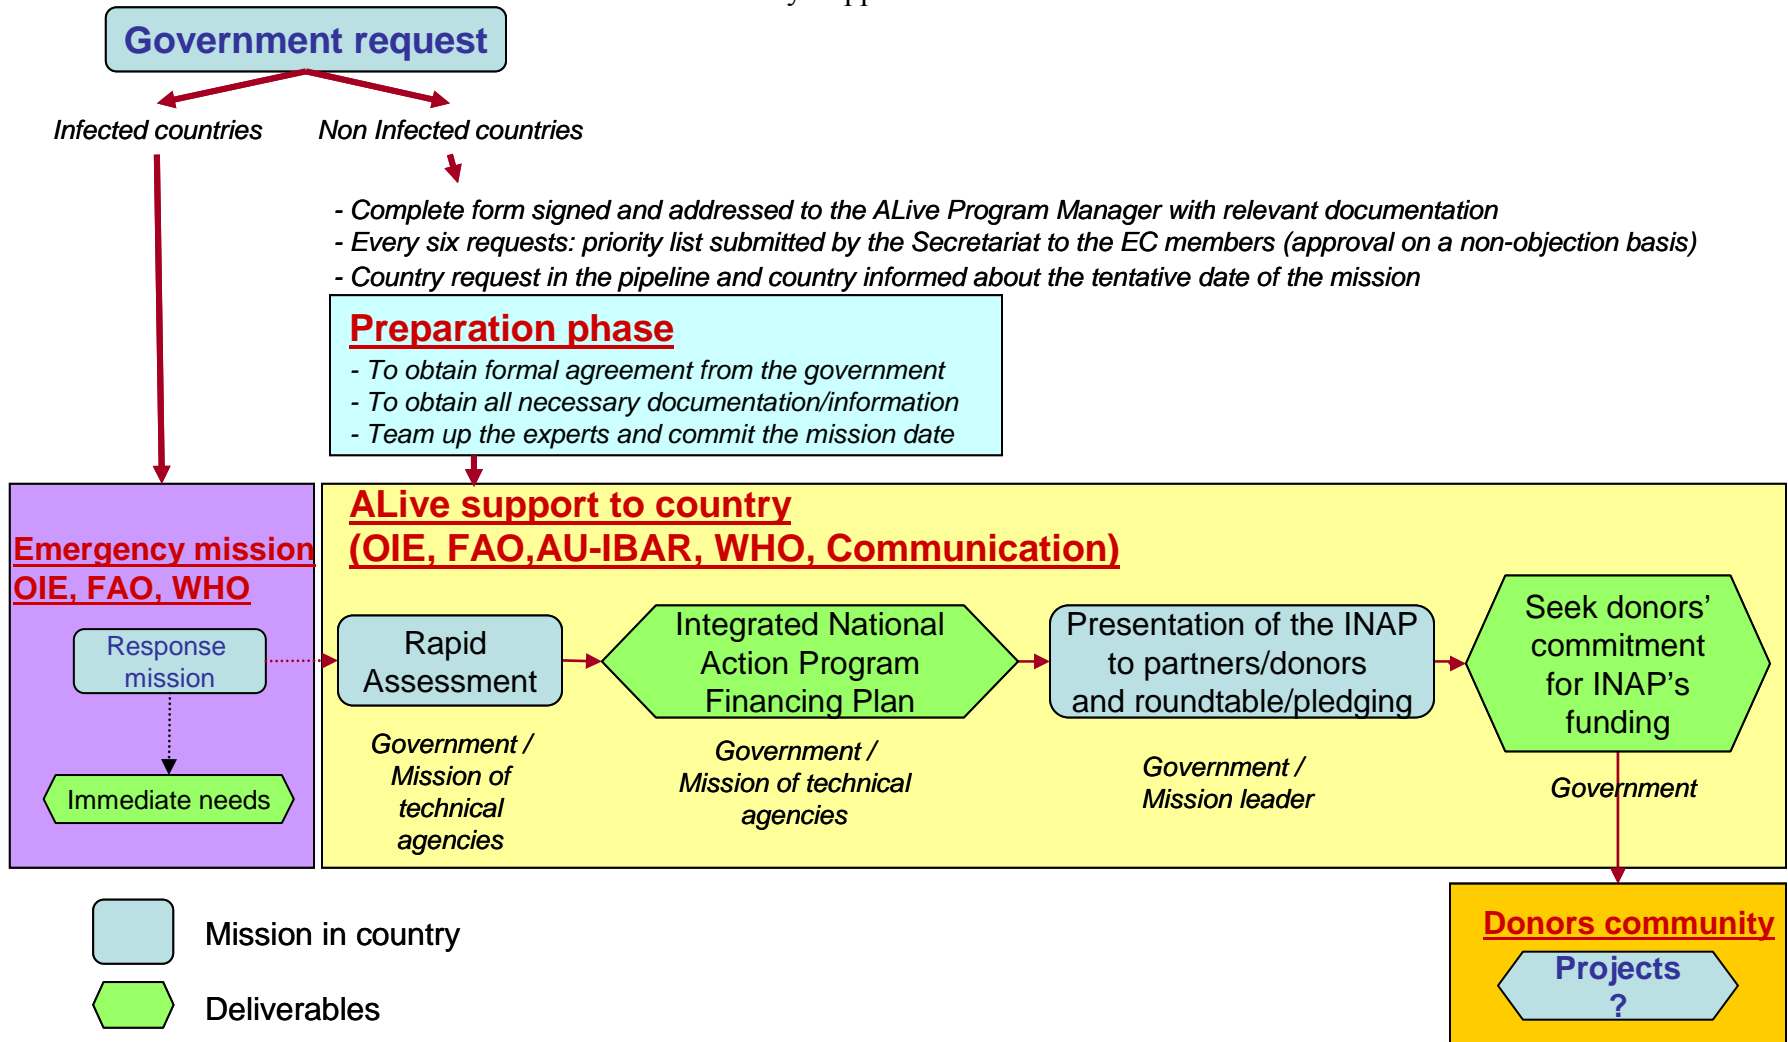 Government request
Infected countries
Non Infected countries
- Complete form signed and addressed to the ALive Program Manager with relevant documentation
- Every six requests: priority list submitted by the Secretariat to the EC members (approval on a non-objection basis)
- Country request in the pipeline and country informed about the tentative date of the mission
Preparation phase
- To obtain formal agreement from the government
- To obtain all necessary documentation/information
- Team up the experts and commit the mission date
Emergency mission
OIE, FAO, WHO
Response
mission
Immediate needs
ALive support to country
(OIE, FAO,AU-IBAR, WHO, Communication)
Rapid
Assessment
Government /
Mission of
technical
agencies
Integrated National
Action Program
Financing Plan
Government /
Mission of technical
agencies
Presentation of the INAP
to partners/donors
and roundtable/pledging
Government /
Mission leader
Seek donors’
commitment
for INAP’s
funding
Government
Donors community
Projects
?
Mission in country
Deliverables